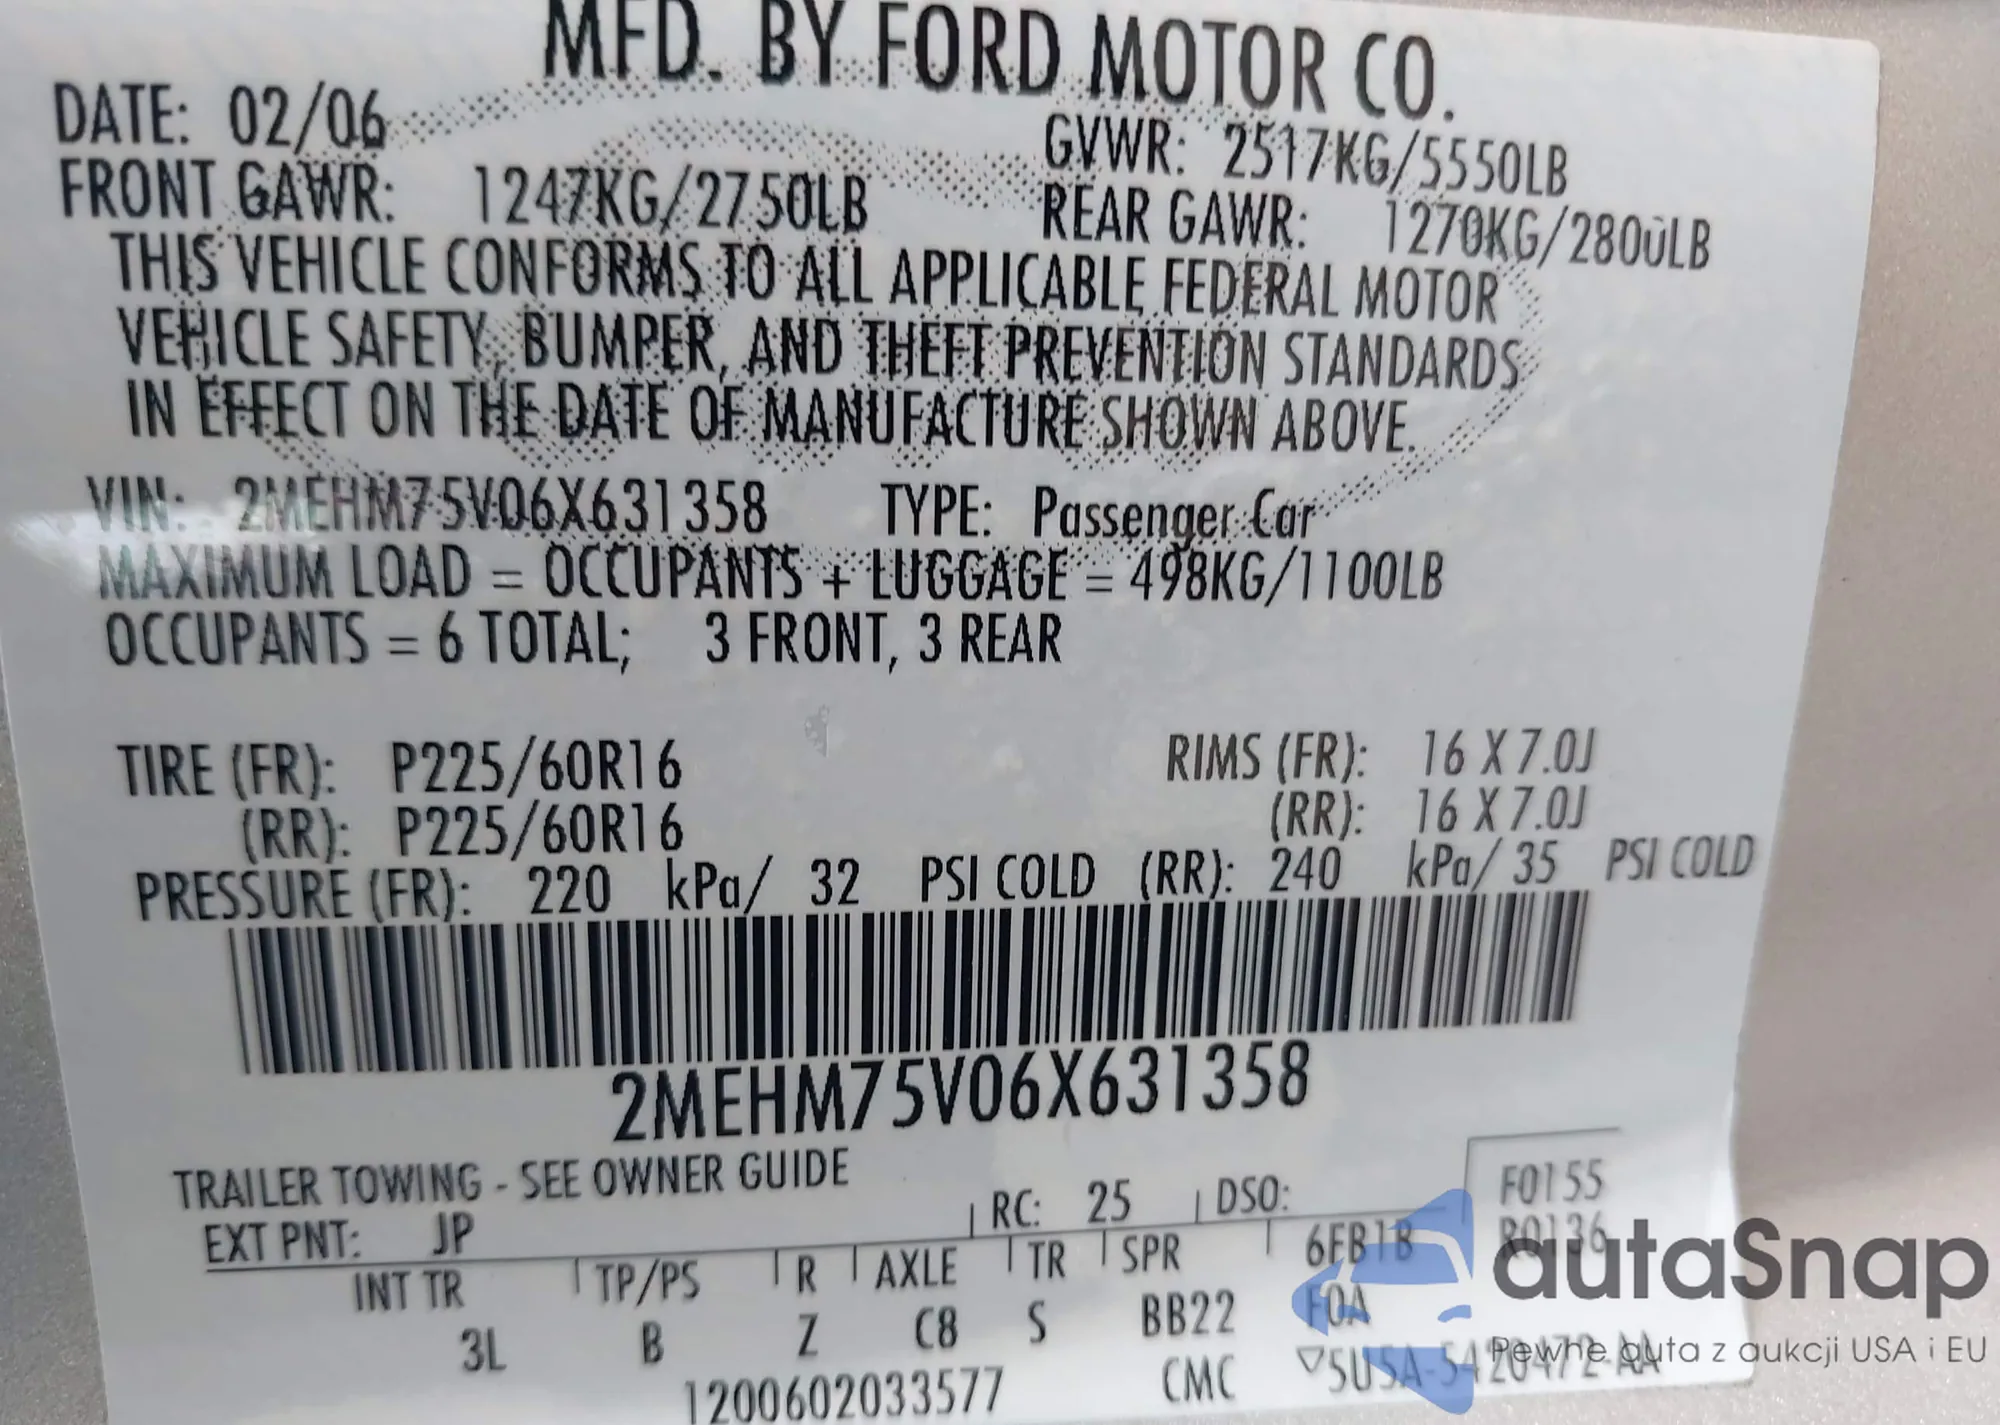 MFD. BY FORD MOTOR CO.
DATE: 02/06
GVWR: 2517KG/5550LB
FRONT GAWR: 1247KG/2750LB
REAR GAWR: 1270KG/2800LB
THIS VEHICLE CONFORMS TO ALL APPLICABLE FEDERAL MOTOR
VEHICLE SAFETY, BUMPER, AND THEFT PREVENTION STANDARDS
IN EFFECT ON THE DATE OF MANUFACTURE SHOWN ABOVE.
VIN: 2MEHM75V06X631358 TYPE: Passenger Car
MAXIMUM LOAD = OCCUPANTS + LUGGAGE = 498KG/1100LB
OCCUPANTS = 6 TOTAL; 3 FRONT, 3 REAR
TIRE (FR): P225/60R16 RIMS (FR): 16 X 7.0J
(RR): P225/60R16 (RR): 16 X 7.0J
PRESSURE (FR): 220 kPa/ 32 PSI COLD (RR): 240 kPa/ 35 PSI COLD
2MEHM75V06X631358
TRAILER TOWING - SEE OWNER GUIDE
F0155
EXT PNT: JP RC: 25 DSO:
R0136
INT TR TP/PS R AXLE TR SPR 6FB1B
3L B Z C8 S BB22 F0A
1200602033577 CMC ▽5U5A-5420472-AA
autaSnap
Pewne auta z aukcji USA i EU